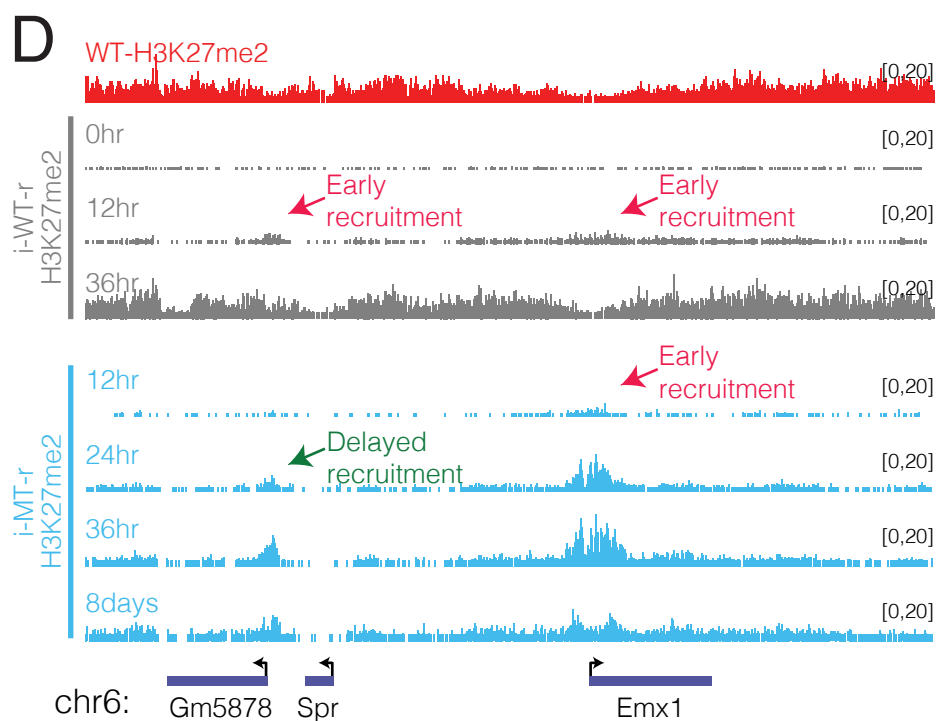 D
WT-H3K27me2
[0,20]
i-WT-r
H3K27me2
0hr
[0,20]
12hr
Early
recruitment
Early
recruitment
[0,20]
36hr
[0,20]
i-MT-r
H3K27me2
12hr
Early
recruitment
[0,20]
24hr
Delayed
recruitment
[0,20]
36hr
[0,20]
8days
[0,20]
chr6:
Gm5878
Spr
Emx1